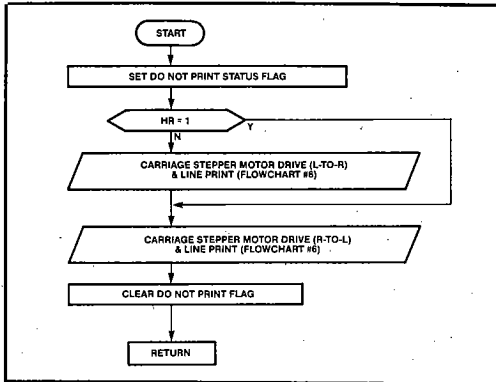 START
SET DO NOT PRINT STATUS FLAG
HR = 1
Y
N
CARRIAGE STEPPER MOTOR DRIVE (L-TO-R)
& LINE PRINT (FLOWCHART #6)
CARRIAGE STEPPER MOTOR DRIVE (R-TO-L)
& LINE PRINT (FLOWCHART #6)
CLEAR DO NOT PRINT FLAG
RETURN